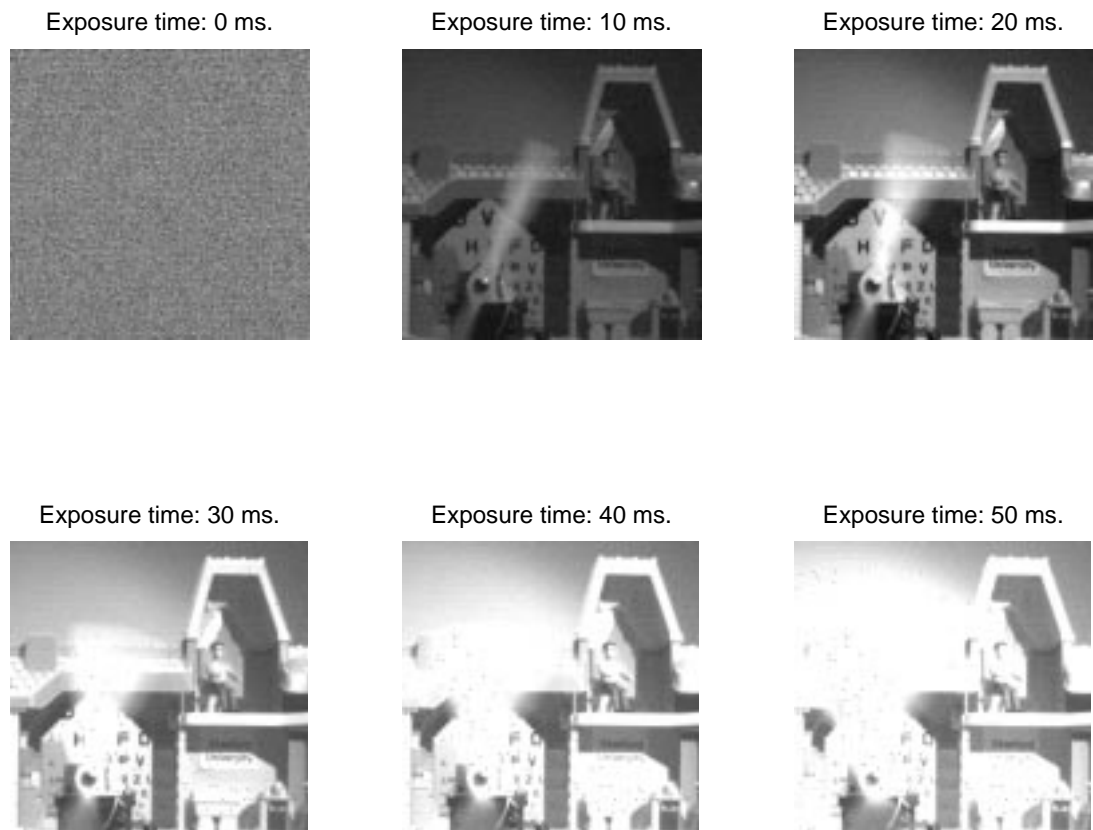 Exposure time: 0 ms.
Exposure time: 10 ms.
Exposure time: 20 ms.
V
H F D
V
University
Exposure time: 30 ms.
Exposure time: 40 ms.
Exposure time: 50 ms.